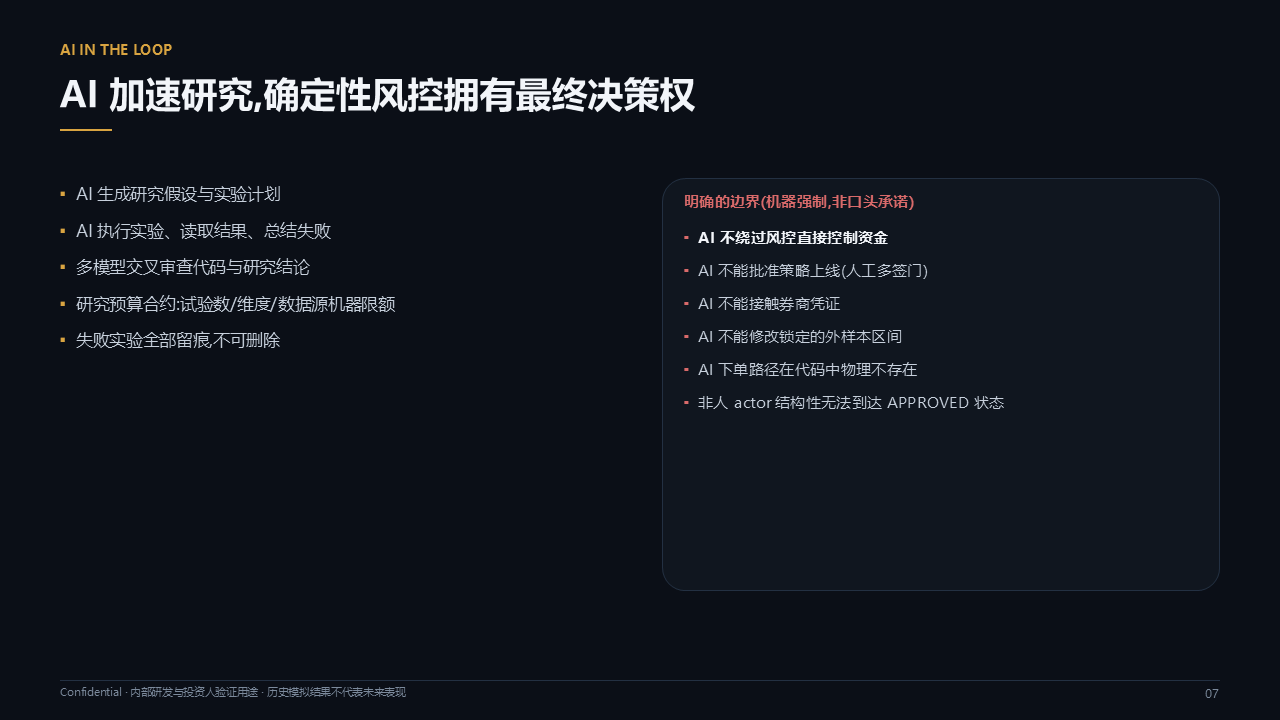 AI IN THE LOOP
AI 加速研究,确定性风控拥有最终决策权
▪ AI 生成研究假设与实验计划
▪ AI 执行实验、读取结果、总结失败
▪ 多模型交叉审查代码与研究结论
▪ 研究预算合约:试验数/维度/数据源机器限额
▪ 失败实验全部留痕,不可删除
明确的边界(机器强制,非口头承诺)
▪ AI 不绕过风控直接控制资金
▪ AI 不能批准策略上线(人工多签门)
▪ AI 不能接触券商凭证
▪ AI 不能修改锁定的外样本区间
▪ AI 下单路径在代码中物理不存在
▪ 非人 actor 结构性无法到达 APPROVED 状态
Confidential · 内部研发与投资人验证用途 · 历史模拟结果不代表未来表现
07